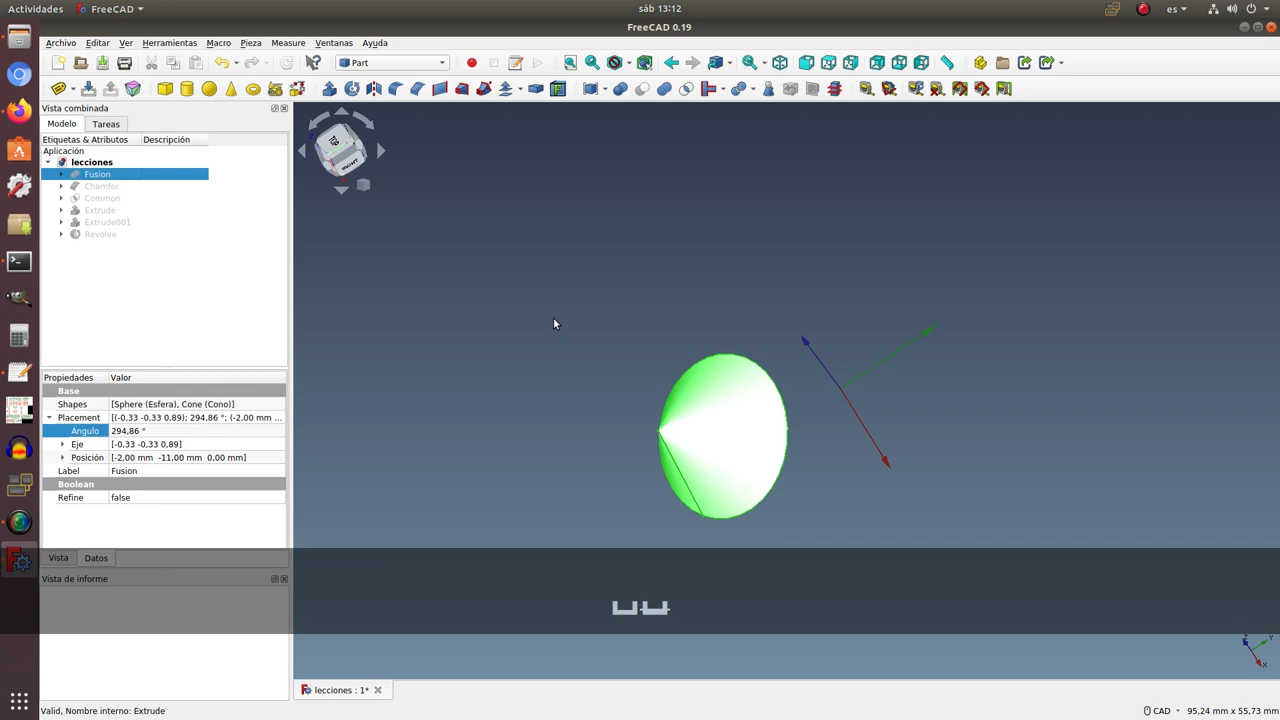 Actividades FreeCAD sáb 13:12 es
FreeCAD 0.19
Archivo Editar Ver Herramientas Macro Pieza Measure Ventanas Ayuda
Part
Vista combinada
Modelo Tareas
Etiquetas & Atributos Descripción
Aplicación
lecciones
Fusion
Chamfer
Common
Extrude
Extrude001
Revolve
Propiedades Valor
Base
Shapes [Sphere (Esfera), Cone (Cono)]
Placement [(-0,33 -0,33 0,89); 294,86 °; (-2,00 mm ...
Ángulo 294,86 °
Eje [-0,33 -0,33 0,89]
Posición [-2,00 mm -11,00 mm 0,00 mm]
Label Fusion
Boolean
Refine false
Vista Datos
Vista de informe
RIGHT
Z Y X
lecciones : 1*
Valid, Nombre interno: Extrude CAD 95,24 mm x 55,73 mm